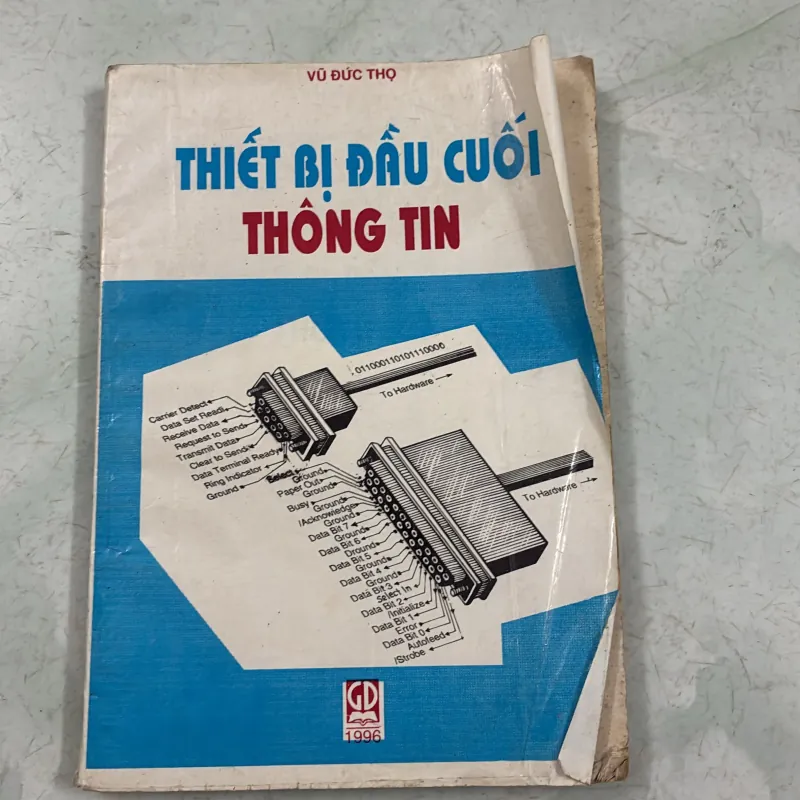 VŨ ĐỨC THỌ
THIẾT BỊ ĐẦU CUỐI
THÔNG TIN
011000110101110000
To Hardware
Carrier Detect
Data Set Ready
Receive Data
Request to Send
Transmit Data
Clear to Send
Data Terminal Ready
Ring Indicator
Ground
To Hardware
Select
Ground
Paper Out
Ground
Busy
Ground
/Acknowledge
Ground
Data Bit 7
Ground
Data Bit 6
Dround
Data Bit 5
Ground
Data Bit 4
Ground
Data Bit 3
Select In
Data Bit 2
/Initialize
Data Bit 1
Error
Data Bit 0
Autofeed
/Strobe
GD
1996